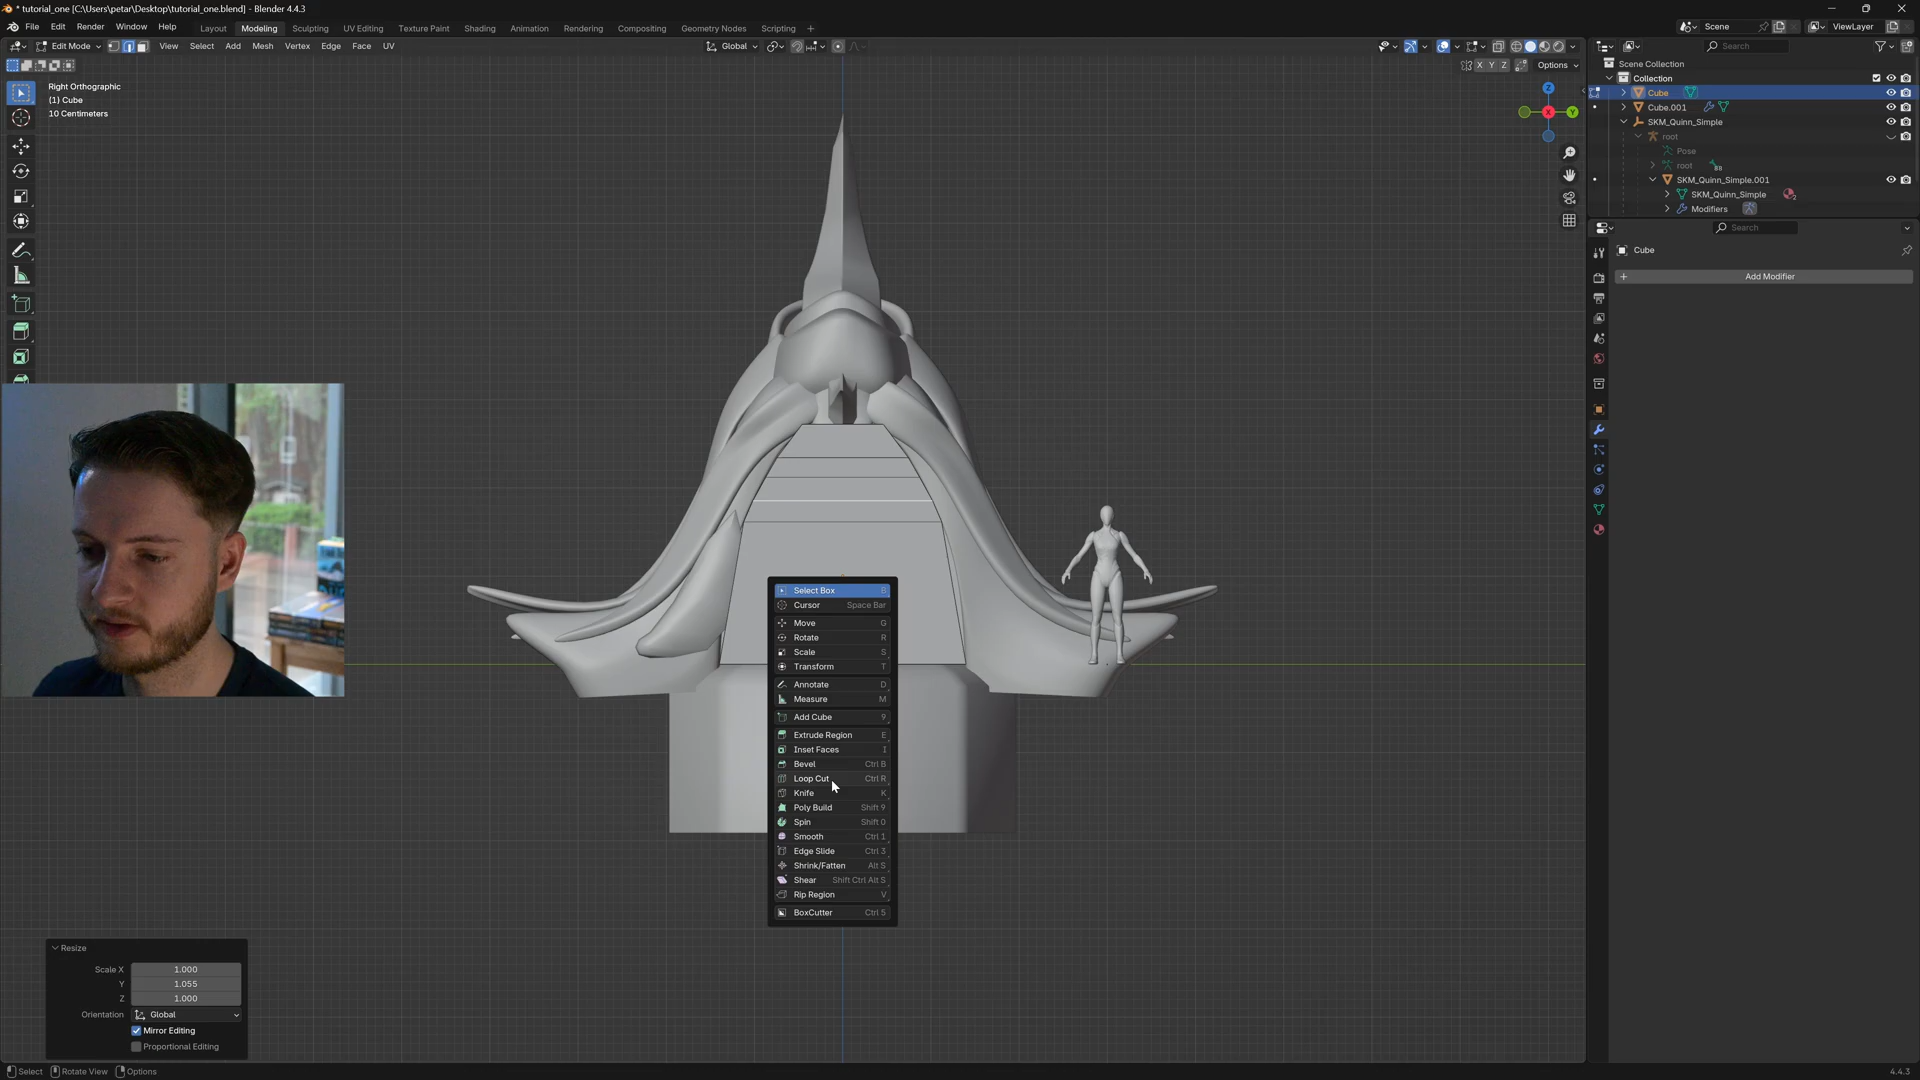 * tutorial_one [C:\Users\petar\Desktop\tutorial_one.blend] - Blender 4.4.3
File Edit Render Window Help Layout Modeling Sculpting UV Editing Texture Paint Shading Animation Rendering Compositing Geometry Nodes Scripting + Scene ViewLayer
Edit Mode View Select Add Mesh Vertex Edge Face UV Global Search
X Y Z Options
Right Orthographic
(1) Cube
10 Centimeters
Z
Y
X
Scene Collection
Collection
Cube
Cube.001
SKM_Quinn_Simple
root
Pose
root
SKM_Quinn_Simple.001
SKM_Quinn_Simple
2
Modifiers
Search
Cube
+ Add Modifier
Select Box B
Cursor Space Bar
Move G
Rotate R
Scale S
Transform T
Annotate D
Measure M
Add Cube 9
Extrude Region E
Inset Faces I
Bevel Ctrl B
Loop Cut Ctrl R
Knife K
Poly Build Shift 9
Spin Shift 0
Smooth Ctrl 1
Edge Slide Ctrl 3
Shrink/Fatten Alt S
Shear Shift Ctrl Alt S
Rip Region V
BoxCutter Ctrl 5
Resize
Scale X 1.000
Y 1.055
Z 1.000
Orientation Global
Mirror Editing
Proportional Editing
Select Rotate View Options 4.4.3